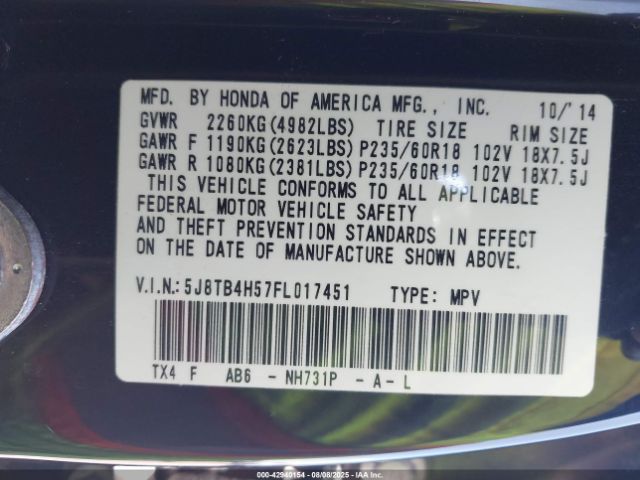 MFD. BY HONDA OF AMERICA MFG., INC. 10/'14
GVWR 2260KG(4982LBS) TIRE SIZE RIM SIZE
GAWR F 1190KG(2623LBS) P235/60R18 102V 18X7.5J
GAWR R 1080KG(2381LBS) P235/60R18 102V 18X7.5J
THIS VEHICLE CONFORMS TO ALL APPLICABLE
FEDERAL MOTOR VEHICLE SAFETY
AND THEFT PREVENTION STANDARDS IN EFFECT
ON THE DATE OF MANUFACTURE SHOWN ABOVE.
V.I.N.: 5J8TB4H57FL017451 TYPE: MPV
TX4 F AB6 - NH731P - A - L
000-42940154 - 08/08/2025 - IAA Inc.